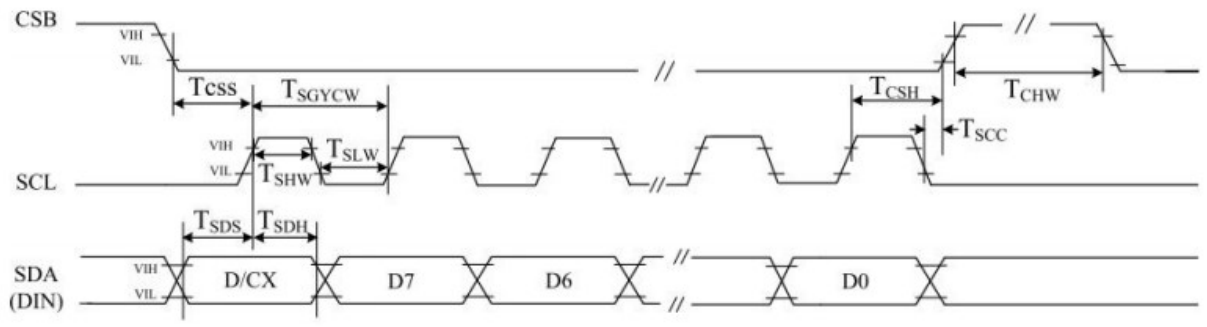 CSB
VIH
VIL
//
//
Tcss
TSGYCW
TCSH
TCHW
TSCC
SCL
VIH
VIL
TSHW
TSLW
//
TSDS
TSDH
SDA
(DIN)
VIH
VIL
D/CX
D7
D6
//
//
D0